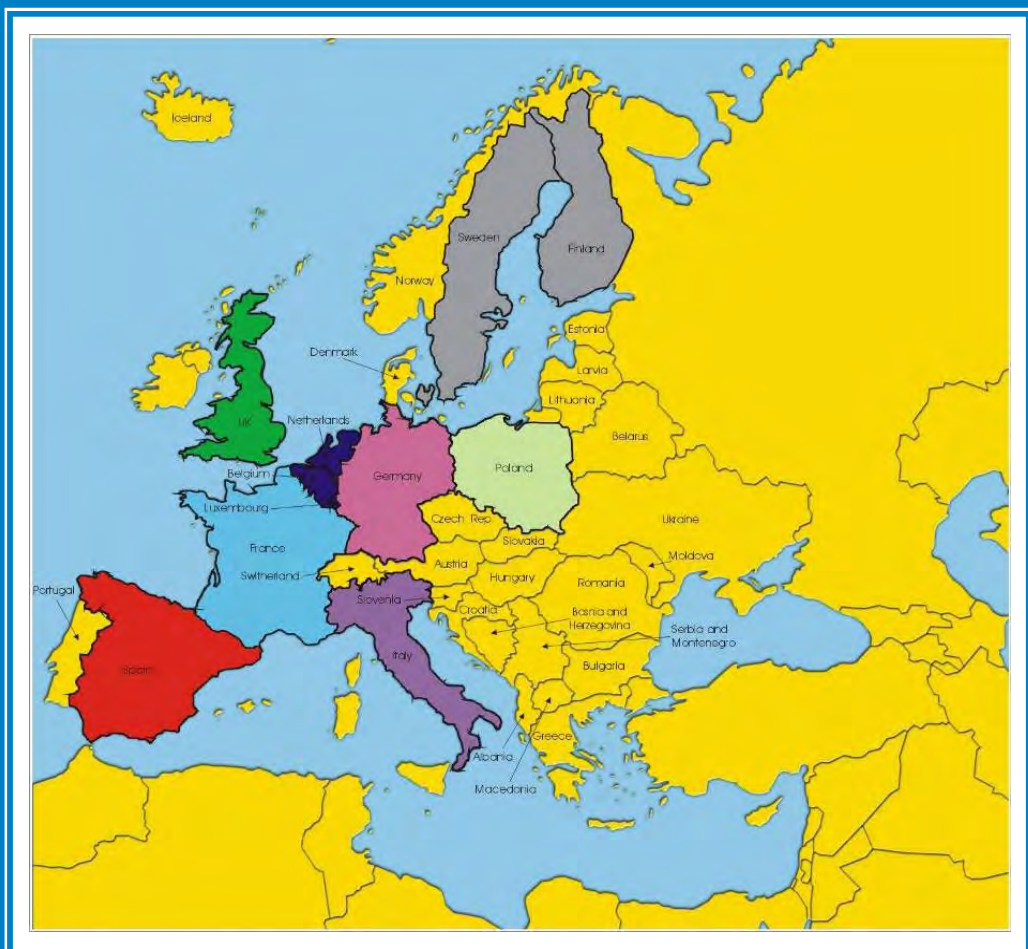 Iceland
Sweden
Finland
Norway
Estonia
Denmark
Larvia
Lithuania
Netherlands
UK
Belarus
Belgium
Germany
Poland
Luxembourg
Czech Rep.
Ukraine
France
Slovakia
Moldova
Switherland
Austria
Hungary
Romania
Portugal
Slovenia
Croatia
Bosnia and
Herzegovina
Serbia and
Montenegro
Italy
Spain
Bulgaria
Greece
Albania
Macedonia